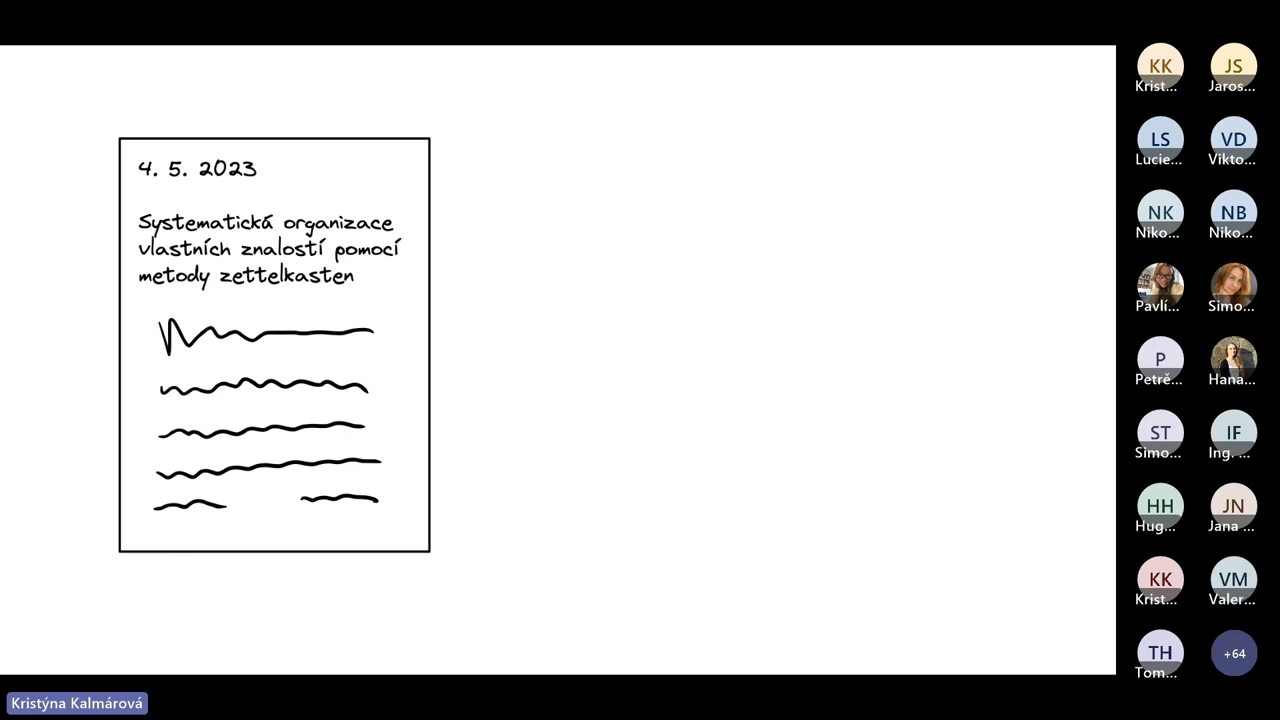 4. 5. 2023
Systematická organizace
vlastních znalostí pomocí
metody zettelkasten
KK
Krist...
JS
Jaros...
LS
Lucie...
VD
Vikto...
NK
Niko...
NB
Niko...
Pavlí...
Simo...
P
Petrě...
Hana...
ST
Simo...
IF
Ing. ...
HH
Hug...
JN
Jana ...
KK
Krist...
VM
Valer...
TH
Tom...
+64
Kristýna Kalmárová